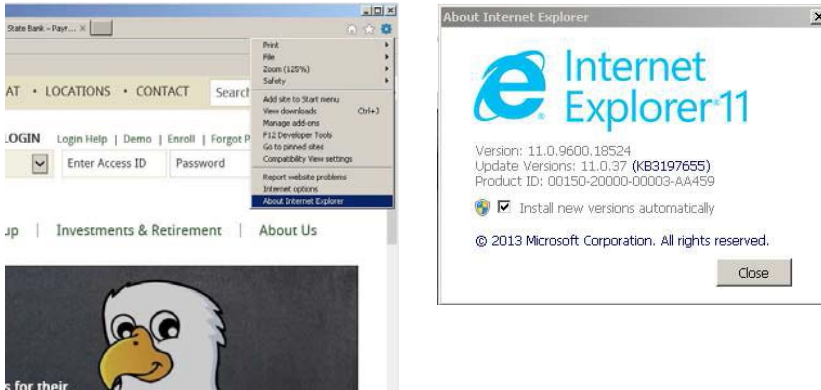 State Bank – Payr... X
Print
File
Zoom (125%)
Safety
Add site to Start menu
View downloads Ctrl+J
Manage add-ons
F12 Developer Tools
Go to pinned sites
Compatibility View settings
Report website problems
Internet options
About Internet Explorer
AT • LOCATIONS • CONTACT Search
LOGIN Login Help | Demo | Enroll | Forgot P
Enter Access ID Password
up | Investments & Retirement | About Us
s for their
About Internet Explorer
Internet
Explorer 11
Version: 11.0.9600.18524
Update Versions: 11.0.37 (KB3197655)
Product ID: 00150-20000-00003-AA459
Install new versions automatically
© 2013 Microsoft Corporation. All rights reserved.
Close